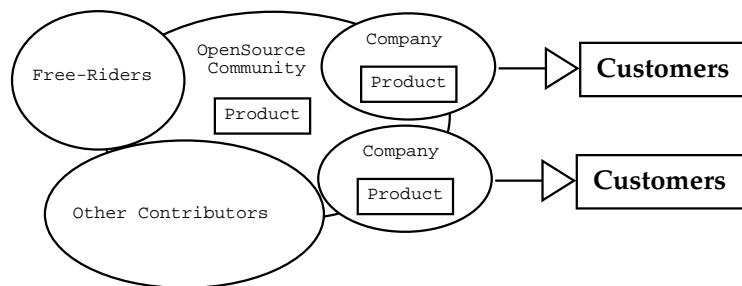 Free-Riders
OpenSource
Community
Product
Company
Product
Customers
Company
Product
Customers
Other Contributors